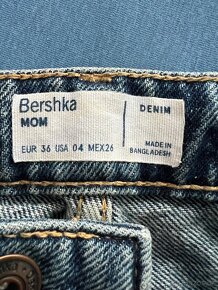 Bershka
MOM
DENIM
EUR 36 USA 04 MEX26
MADE IN
BANGLADESH